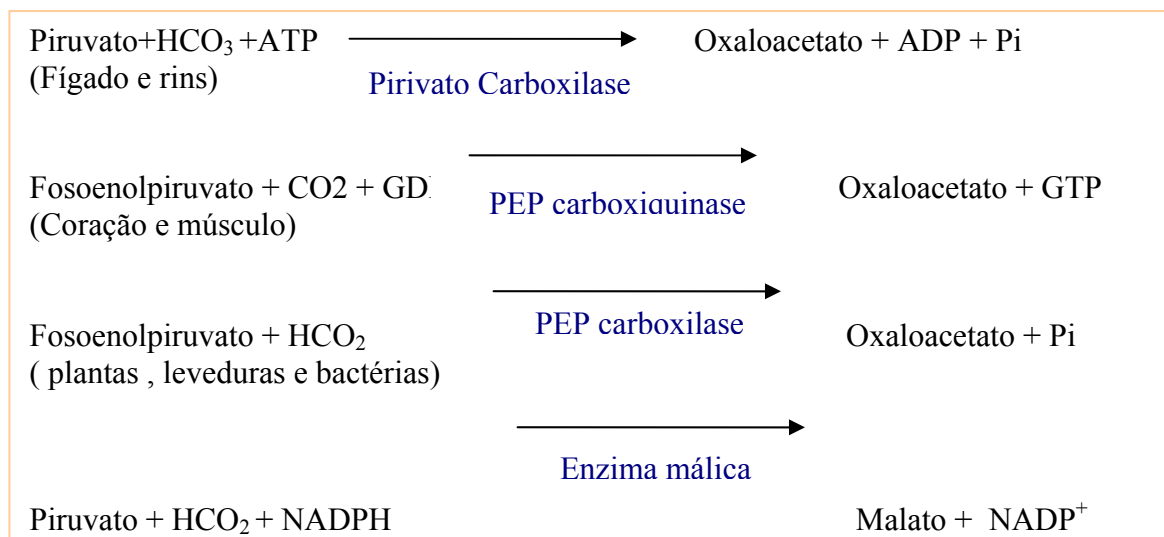 Piruvato+HCO₃ +ATP Oxaloacetato + ADP + Pi
(Fígado e rins) Pirivato Carboxilase
Fosoenolpiruvato + CO2 + GD Oxaloacetato + GTP
PEP carboxiquinase
(Coração e músculo)
Fosoenolpiruvato + HCO₂ PEP carboxilase Oxaloacetato + Pi
( plantas , leveduras e bactérias)
Enzima málica
Piruvato + HCO₂ + NADPH Malato + NADP⁺